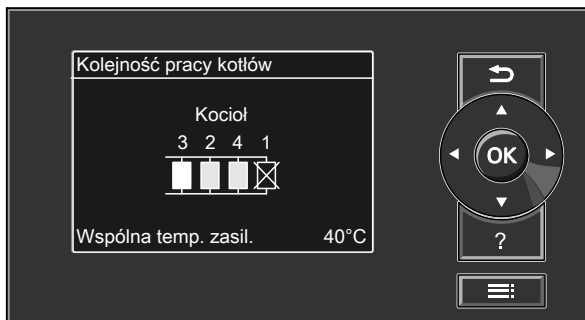 Kolejność pracy kotłów
Kocioł
3 2 4 1
OK
Wspólna temp. zasil. 40°C
?